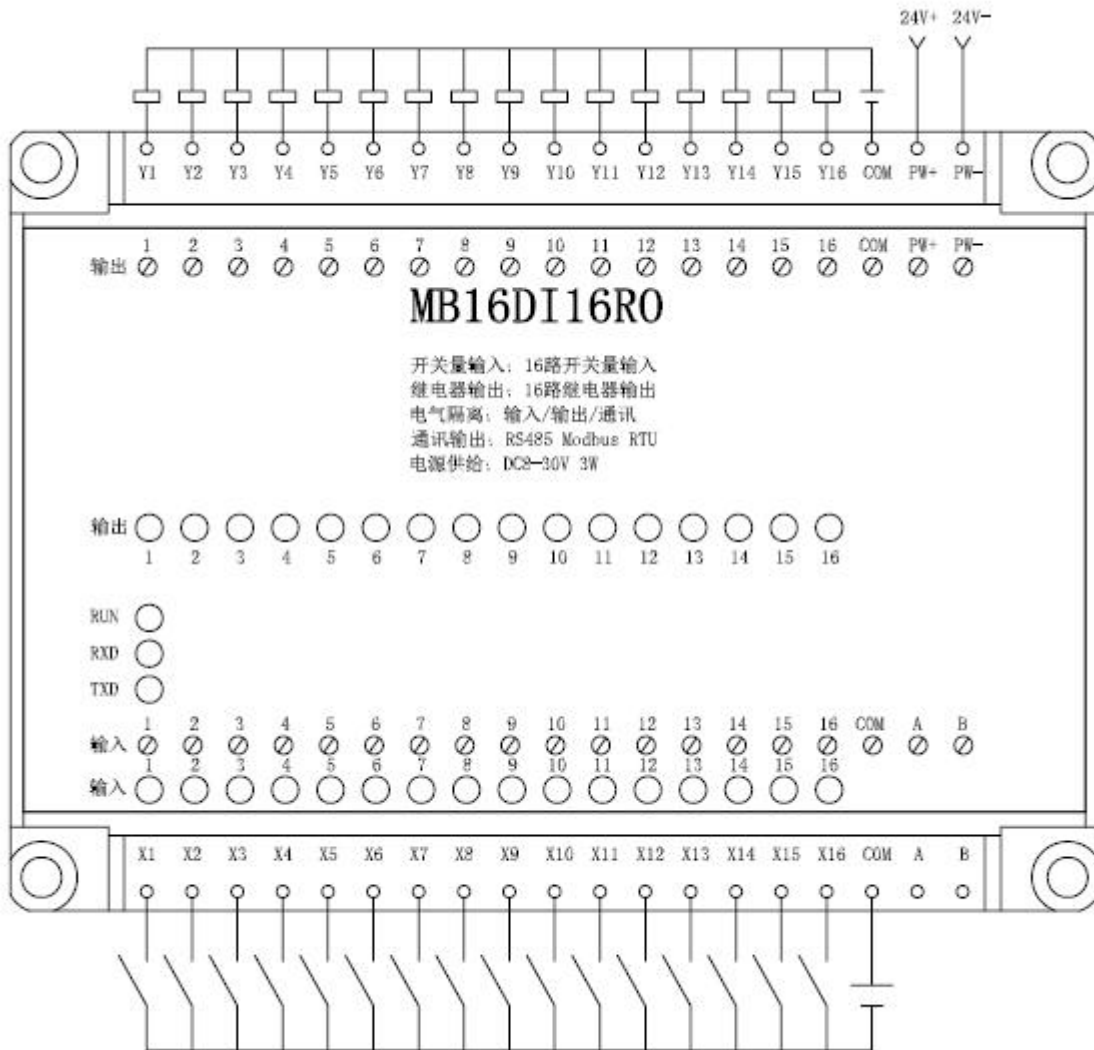 24V+ 24V-
Y1 Y2 Y3 Y4 Y5 Y6 Y7 Y8 Y9 Y10 Y11 Y12 Y13 Y14 Y15 Y16 COM PW+ PW-
1 2 3 4 5 6 7 8 9 10 11 12 13 14 15 16 COM PW+ PW-
输出
MB16DI16RO
开关量输入: 16路开关量输入
继电器输出: 16路继电器输出
电气隔离: 输入/输出/通讯
通讯输出: RS485 Modbus RTU
电源供给: DC8-30V 3W
输出
1 2 3 4 5 6 7 8 9 10 11 12 13 14 15 16
RUN
RXD
TXD
1 2 3 4 5 6 7 8 9 10 11 12 13 14 15 16 COM A B
输入
1 2 3 4 5 6 7 8 9 10 11 12 13 14 15 16
输入
X1 X2 X3 X4 X5 X6 X7 X8 X9 X10 X11 X12 X13 X14 X15 X16 COM A B